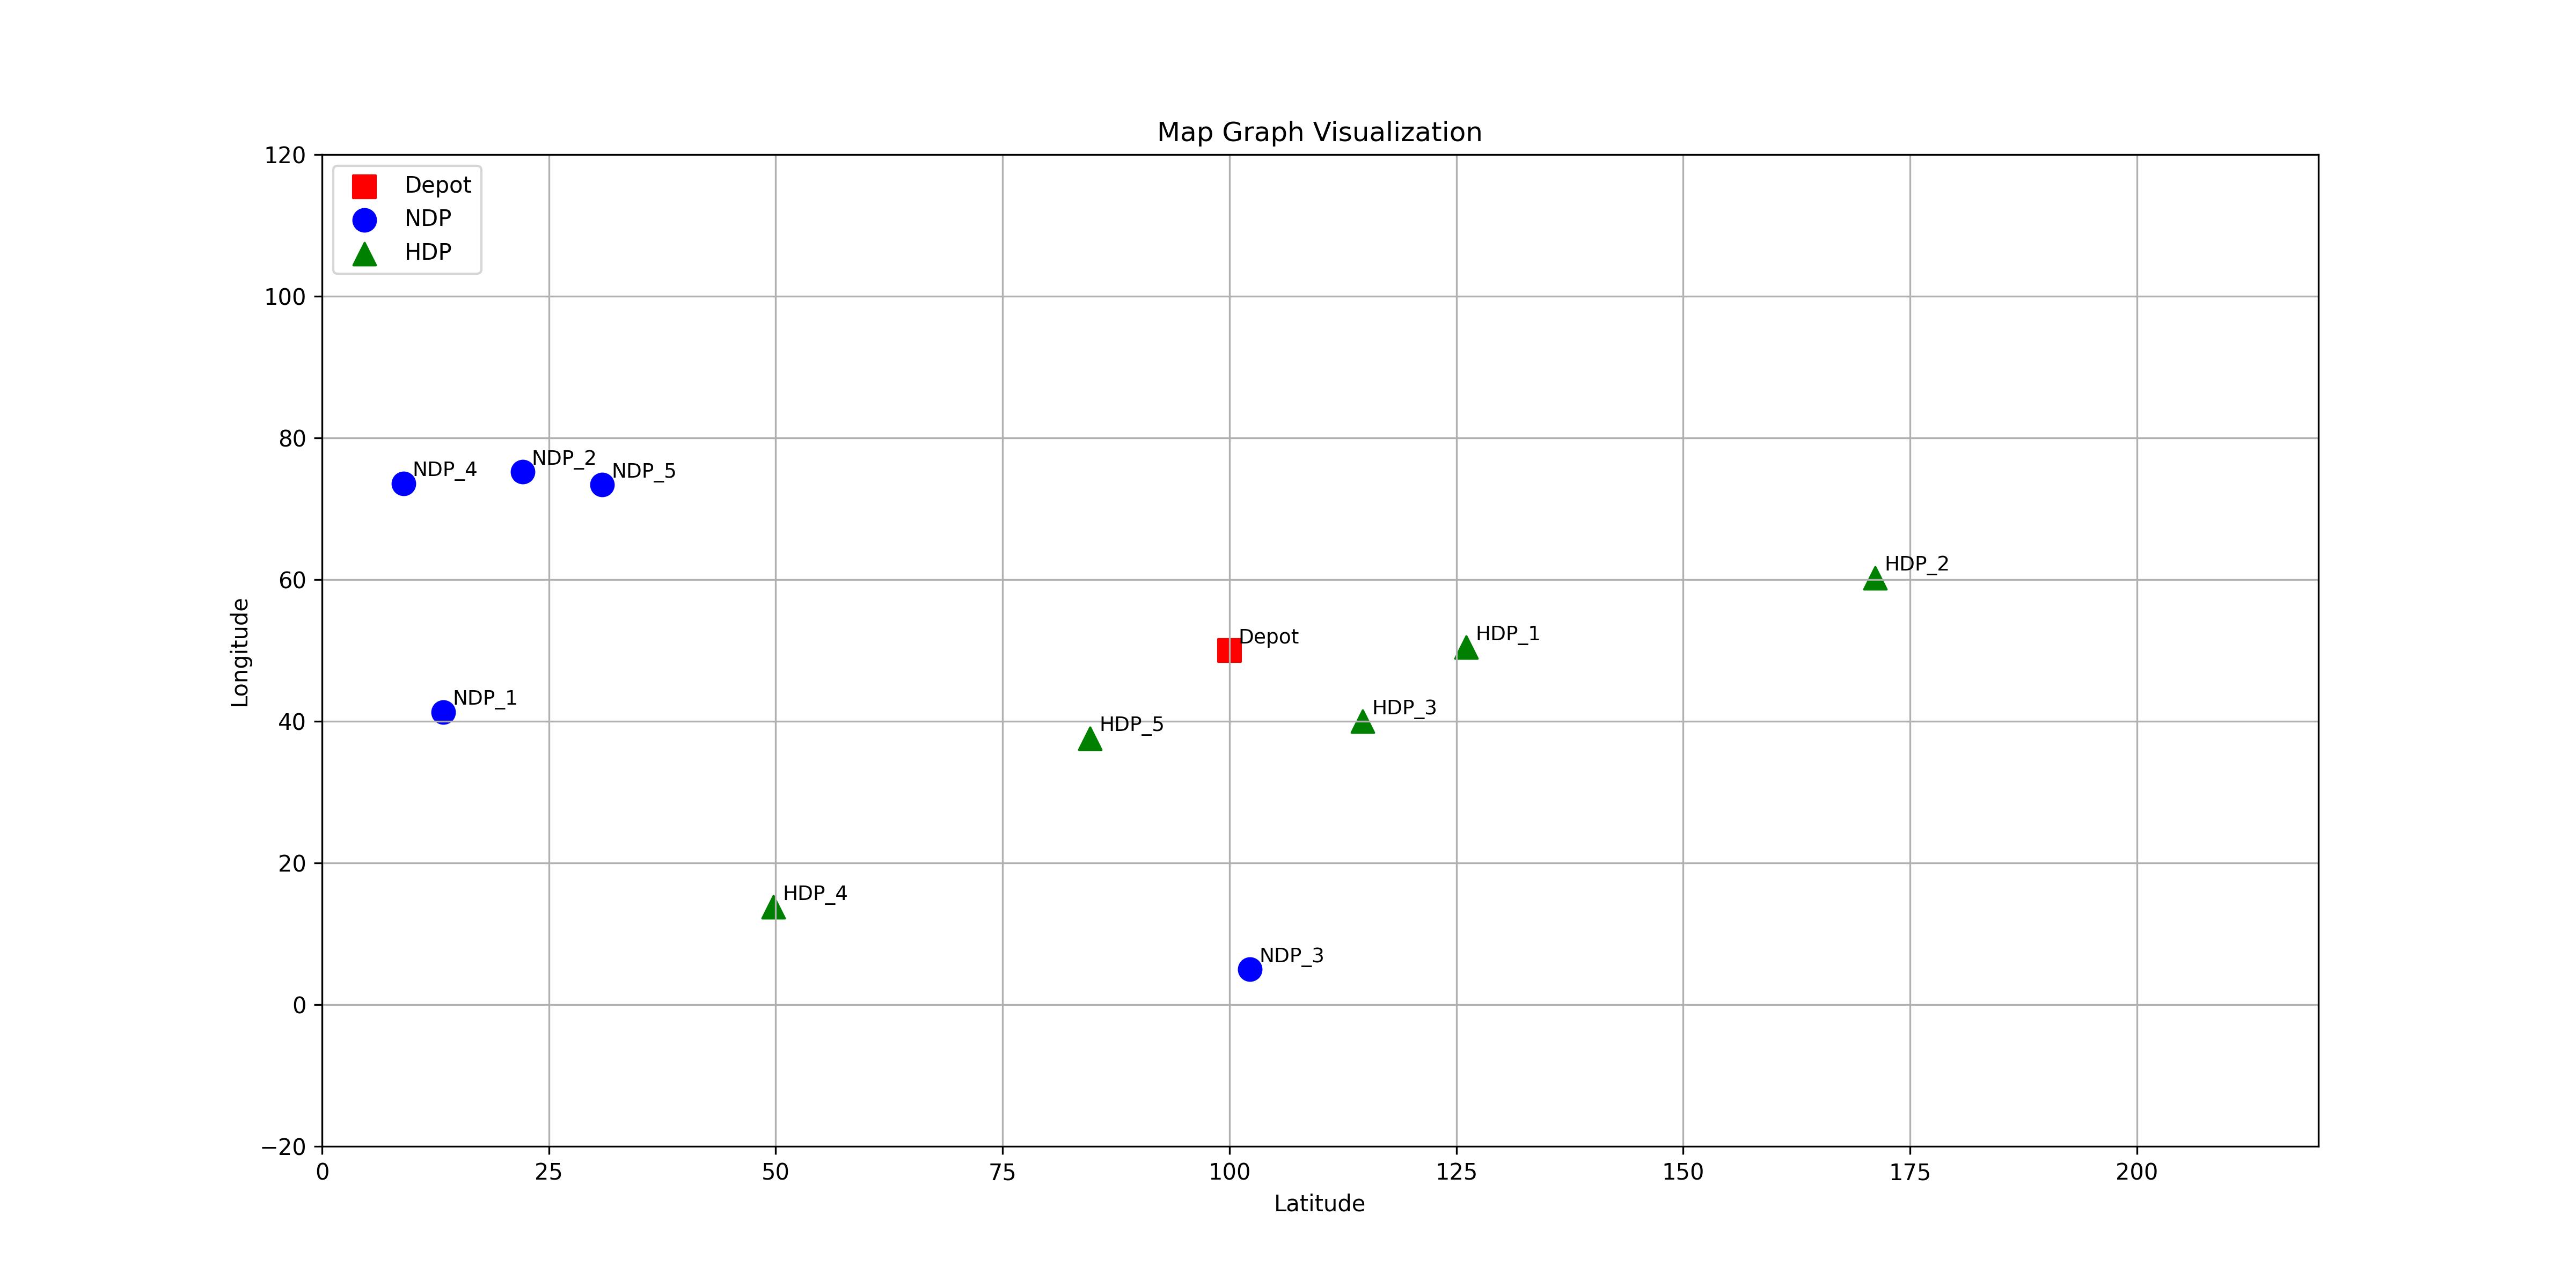 Map Graph Visualization
120
100
80
60
40
20
0
−20
Longitude
Depot
NDP
HDP
NDP_4
NDP_2
NDP_5
HDP_2
Depot
HDP_1
NDP_1
HDP_3
HDP_5
HDP_4
NDP_3
0 25 50 75 100 125 150 175 200
Latitude